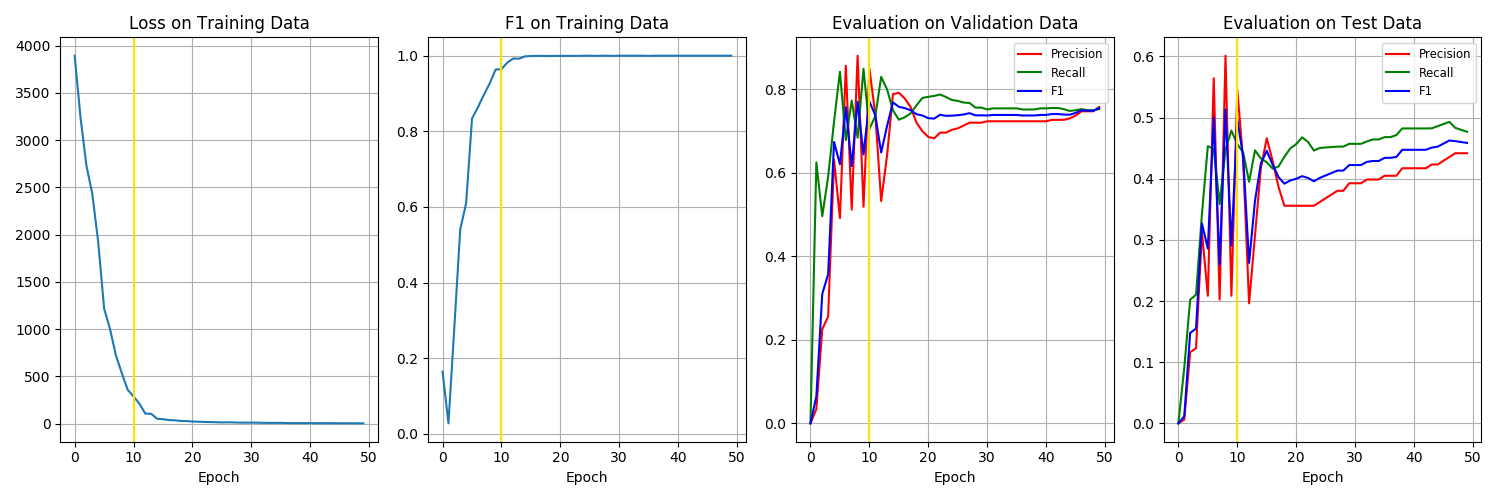 Loss on Training Data
4000
3500
3000
2500
2000
1500
1000
500
0
0 10 20 30 40 50
Epoch
F1 on Training Data
1.0
0.8
0.6
0.4
0.2
0.0
0 10 20 30 40 50
Epoch
Evaluation on Validation Data
Precision
Recall
F1
0.8
0.6
0.4
0.2
0.0
0 10 20 30 40 50
Epoch
Evaluation on Test Data
Precision
Recall
F1
0.6
0.5
0.4
0.3
0.2
0.1
0.0
0 10 20 30 40 50
Epoch